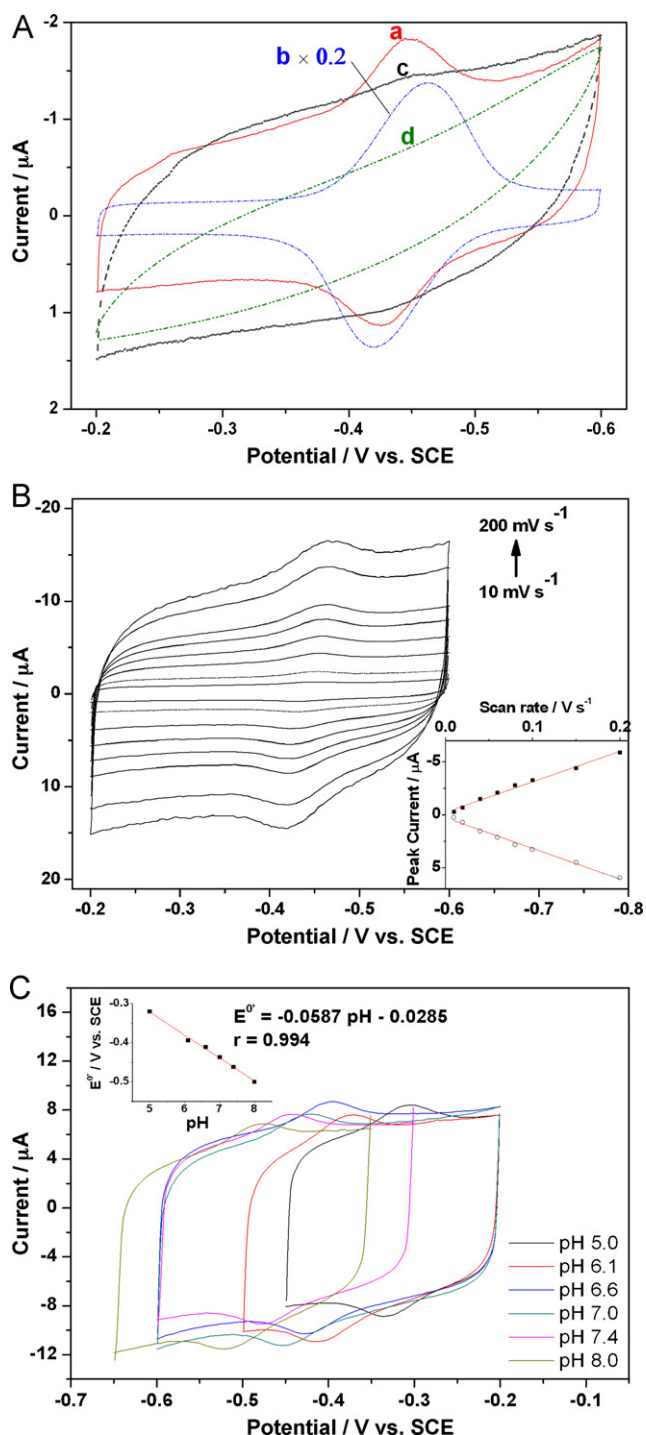 A
-2
-1
0
1
2
Current / μA
a
b × 0.2
c
d
-0.2 -0.3 -0.4 -0.5 -0.6
Potential / V vs. SCE
B
-20
-10
0
10
20
Current / μA
200 mV s⁻¹
10 mV s⁻¹
Scan rate / V s⁻¹
0.0 0.1 0.2
-5
0
5
Peak Current / μA
-0.2 -0.3 -0.4 -0.5 -0.6 -0.7 -0.8
Potential / V vs. SCE
C
16
12
8
4
0
-4
-8
-12
Current / μA
-0.3
-0.4
-0.5
E⁰' / V vs. SCE
5 6 7 8
pH
E⁰' = -0.0587 pH - 0.0285
r = 0.994
pH 5.0
pH 6.1
pH 6.6
pH 7.0
pH 7.4
pH 8.0
-0.7 -0.6 -0.5 -0.4 -0.3 -0.2 -0.1
Potential / V vs. SCE